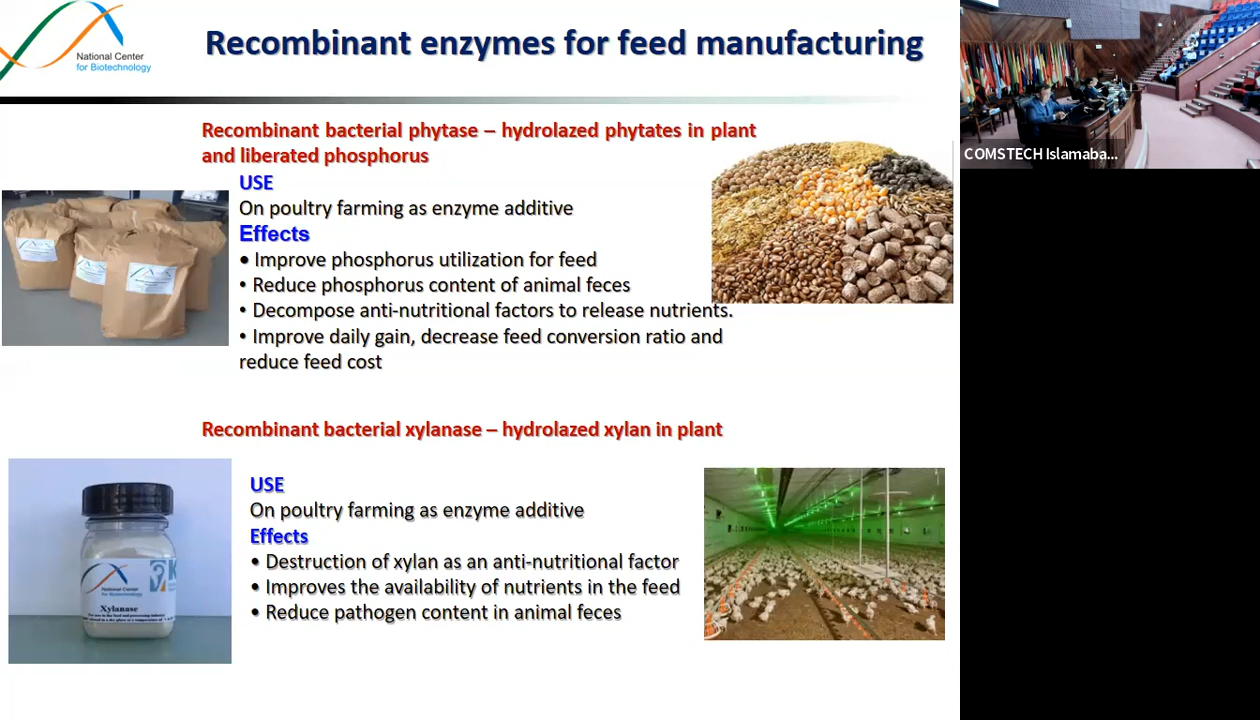 National Center
for Biotechnology
Recombinant enzymes for feed manufacturing
COMSTECH Islamaba...
Recombinant bacterial phytase – hydrolazed phytates in plant
and liberated phosphorus
USE
On poultry farming as enzyme additive
Effects
• Improve phosphorus utilization for feed
• Reduce phosphorus content of animal feces
• Decompose anti-nutritional factors to release nutrients.
• Improve daily gain, decrease feed conversion ratio and
reduce feed cost
Recombinant bacterial xylanase – hydrolazed xylan in plant
USE
On poultry farming as enzyme additive
Effects
• Destruction of xylan as an anti-nutritional factor
• Improves the availability of nutrients in the feed
• Reduce pathogen content in animal feces
National Center
for Biotechnology
Xylanase